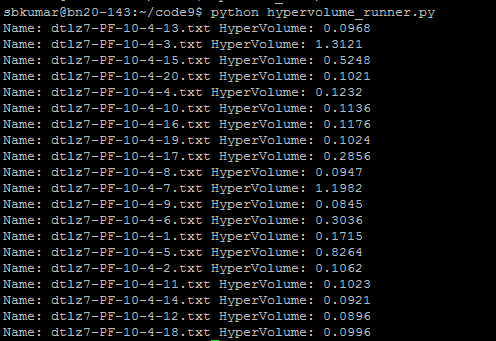 sbkumar@bn20-143:~/code9$ python hypervolume_runner.py
Name: dtlz7-PF-10-4-13.txt HyperVolume: 0.0968
Name: dtlz7-PF-10-4-3.txt HyperVolume: 1.3121
Name: dtlz7-PF-10-4-15.txt HyperVolume: 0.5248
Name: dtlz7-PF-10-4-20.txt HyperVolume: 0.1021
Name: dtlz7-PF-10-4-4.txt HyperVolume: 0.1232
Name: dtlz7-PF-10-4-10.txt HyperVolume: 0.1136
Name: dtlz7-PF-10-4-16.txt HyperVolume: 0.1176
Name: dtlz7-PF-10-4-19.txt HyperVolume: 0.1024
Name: dtlz7-PF-10-4-17.txt HyperVolume: 0.2856
Name: dtlz7-PF-10-4-8.txt HyperVolume: 0.0947
Name: dtlz7-PF-10-4-7.txt HyperVolume: 1.1982
Name: dtlz7-PF-10-4-9.txt HyperVolume: 0.0845
Name: dtlz7-PF-10-4-6.txt HyperVolume: 0.3036
Name: dtlz7-PF-10-4-1.txt HyperVolume: 0.1715
Name: dtlz7-PF-10-4-5.txt HyperVolume: 0.8264
Name: dtlz7-PF-10-4-2.txt HyperVolume: 0.1062
Name: dtlz7-PF-10-4-11.txt HyperVolume: 0.1023
Name: dtlz7-PF-10-4-14.txt HyperVolume: 0.0921
Name: dtlz7-PF-10-4-12.txt HyperVolume: 0.0896
Name: dtlz7-PF-10-4-18.txt HyperVolume: 0.0996